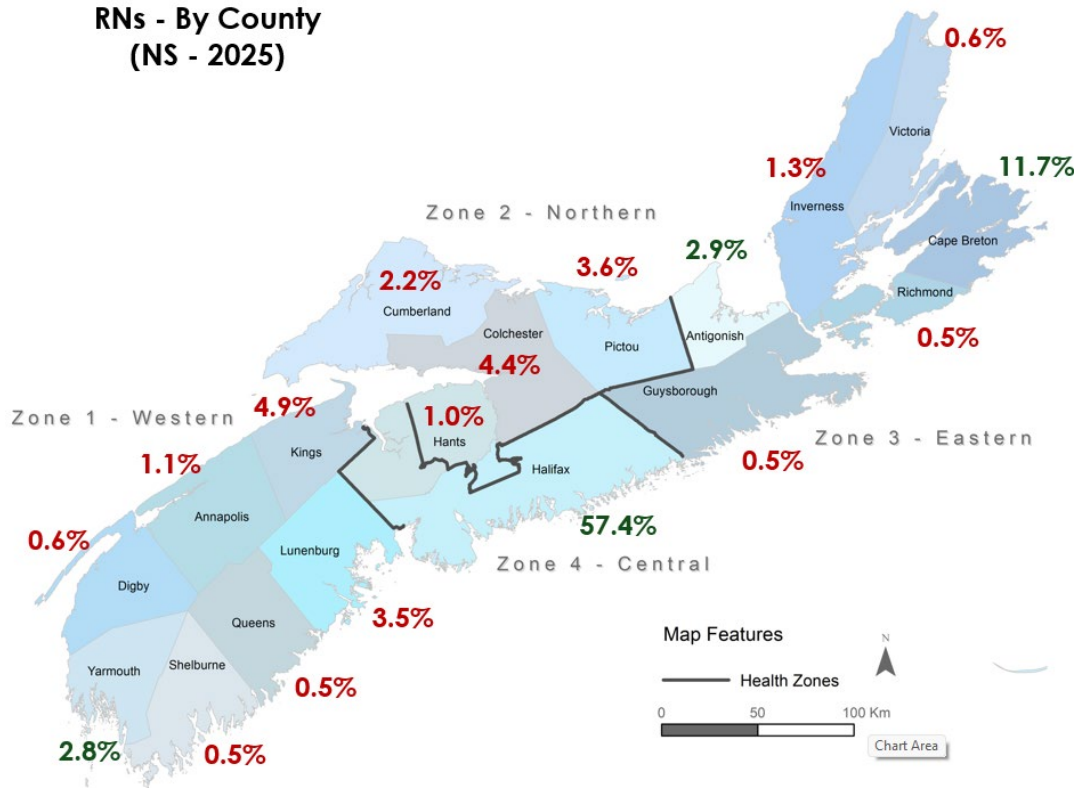 RNs - By County
(NS - 2025)
0.6%
Victoria
1.3%
11.7%
Inverness
Zone 2 - Northern
Cape Breton
2.9%
3.6%
2.2%
Richmond
Cumberland
Colchester
Antigonish
0.5%
Pictou
4.4%
Guysborough
4.9%
Zone 1 - Western
1.0%
Hants
Zone 3 - Eastern
Kings
0.5%
1.1%
Halifax
Annapolis
57.4%
0.6%
Lunenburg
Zone 4 - Central
Digby
3.5%
Queens
Map Features
N
Shelburne
Yarmouth
Health Zones
0.5%
0 50 100 Km
2.8%
0.5%
Chart Area